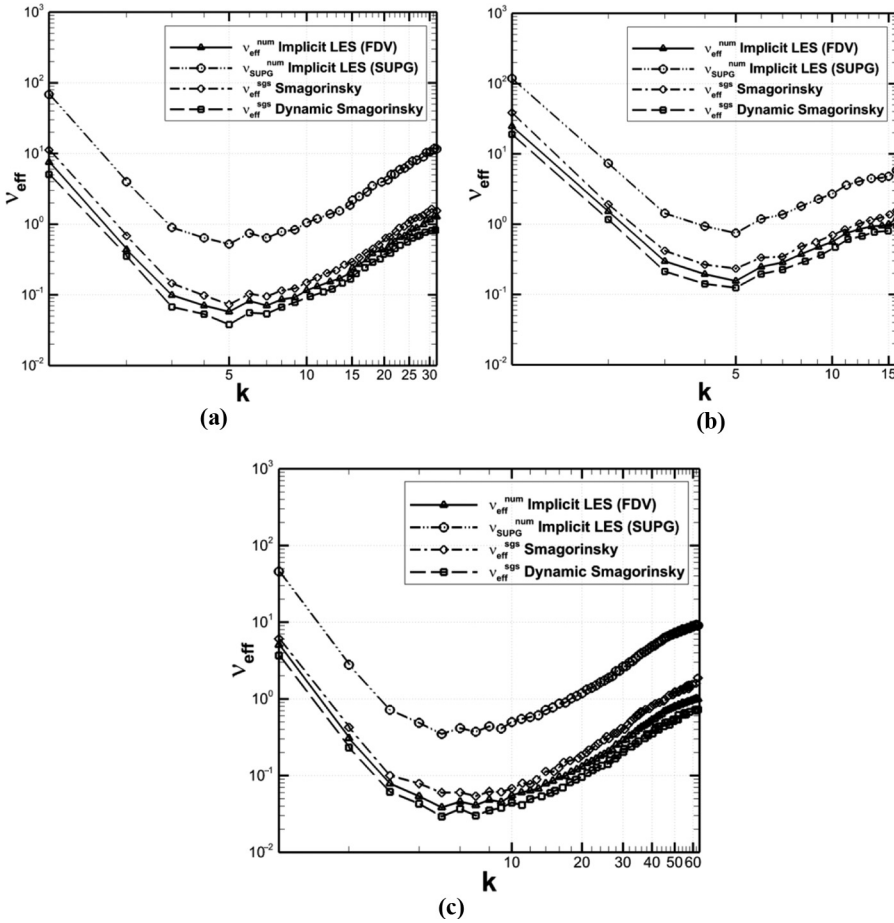 10³
10²
10¹
10⁰
10⁻¹
10⁻²
ν_eff
ν_eff^num Implicit LES (FDV)
ν_SUPG^num Implicit LES (SUPG)
ν_eff^sgs Smagorinsky
ν_eff^sgs Dynamic Smagorinsky
5 10 15 20 25 30
k
(a)
10³
10²
10¹
10⁰
10⁻¹
10⁻²
ν_eff
ν_eff^num Implicit LES (FDV)
ν_SUPG^num Implicit LES (SUPG)
ν_eff^sgs Smagorinsky
ν_eff^sgs Dynamic Smagorinsky
5 10 15
k
(b)
10³
10²
10¹
10⁰
10⁻¹
10⁻²
ν_eff
ν_eff^num Implicit LES (FDV)
ν_SUPG^num Implicit LES (SUPG)
ν_eff^sgs Smagorinsky
ν_eff^sgs Dynamic Smagorinsky
10 20 30 40 50 60
k
(c)